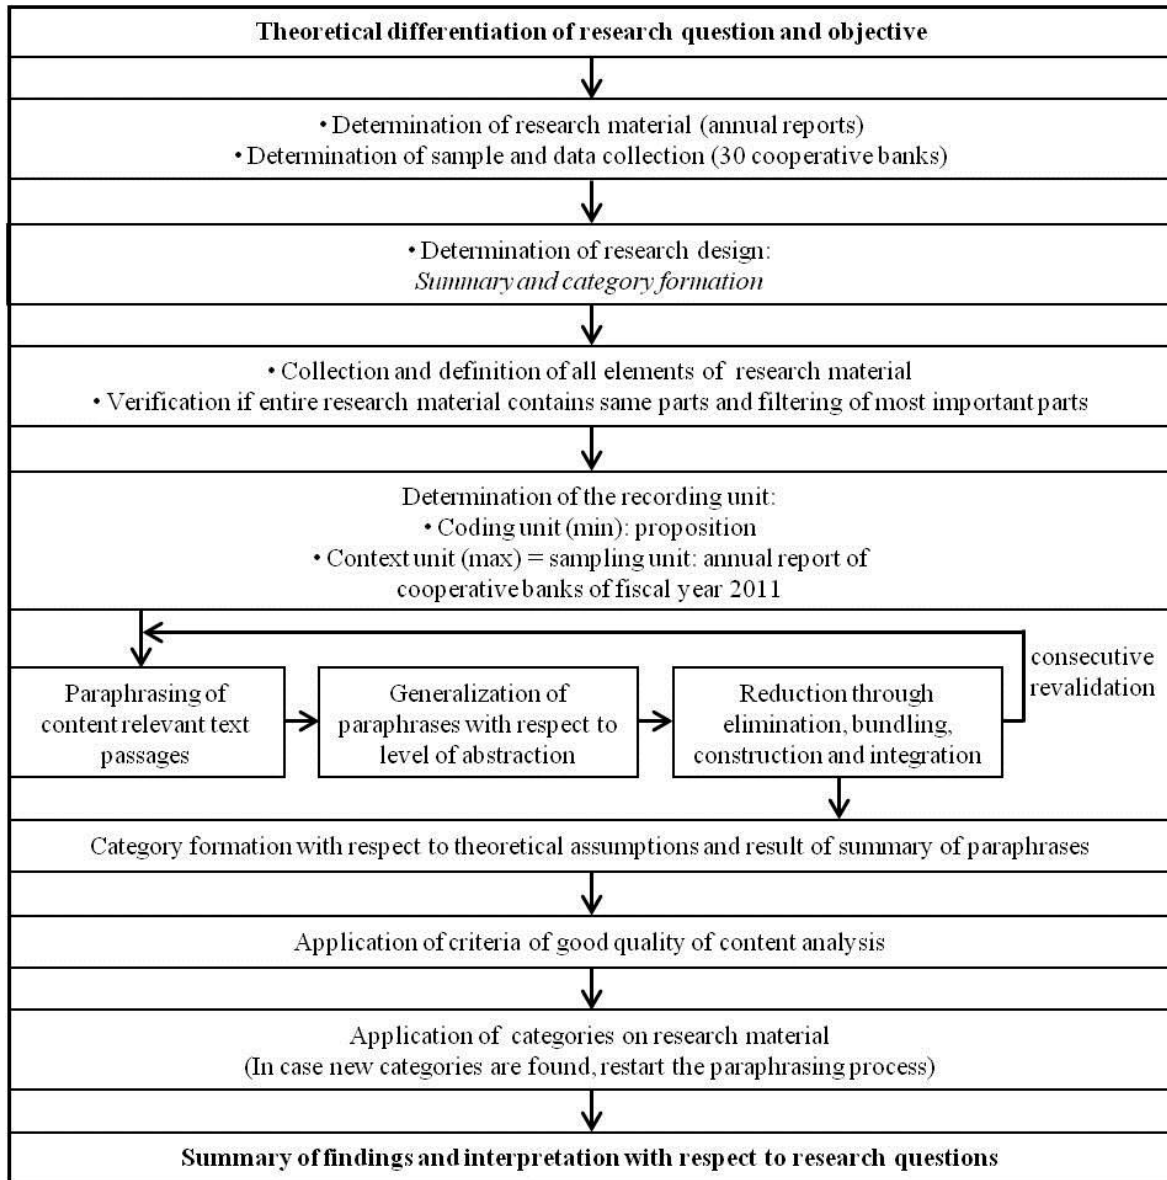 Theoretical differentiation of research question and objective
• Determination of research material (annual reports)
• Determination of sample and data collection (30 cooperative banks)
• Determination of research design:
Summary and category formation
• Collection and definition of all elements of research material
• Verification if entire research material contains same parts and filtering of most important parts
Determination of the recording unit:
• Coding unit (min): proposition
• Context unit (max) = sampling unit: annual report of
cooperative banks of fiscal year 2011
consecutive
revalidation
Paraphrasing of
content relevant text
passages
Generalization of
paraphrases with respect to
level of abstraction
Reduction through
elimination, bundling,
construction and integration
Category formation with respect to theoretical assumptions and result of summary of paraphrases
Application of criteria of good quality of content analysis
Application of categories on research material
(In case new categories are found, restart the paraphrasing process)
Summary of findings and interpretation with respect to research questions